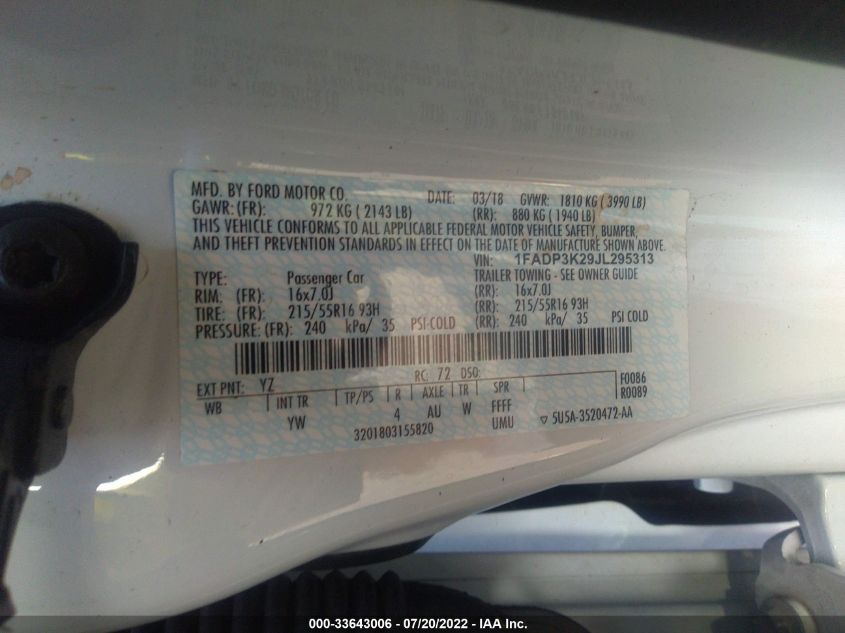 MFD. BY FORD MOTOR CO. DATE: 03/18 GVWR: 1810 KG ( 3990 LB)
GAWR: (FR): 972 KG ( 2143 LB) (RR): 880 KG ( 1940 LB)
THIS VEHICLE CONFORMS TO ALL APPLICABLE FEDERAL MOTOR VEHICLE SAFETY, BUMPER,
AND THEFT PREVENTION STANDARDS IN EFFECT ON THE DATE OF MANUFACTURE SHOWN ABOVE.
VIN: 1FADP3K29JL295313
TYPE: Passenger Car TRAILER TOWING - SEE OWNER GUIDE
RIM: (FR): 16x7.0J (RR): 16x7.0J
TIRE: (FR): 215/55R16 93H (RR): 215/55R16 93H
PRESSURE: (FR): 240 kPa/ 35 PSI-COLD (RR): 240 kPa/ 35 PSI COLD
RC: 72 DSO:
EXT PNT: YZ F0086
WB INT TR TP/PS R AXLE TR SPR R0089
YW 4 AU W FFFF
3201803155820 UMU ▽ 5U5A-3520472-AA
000-33643006 - 07/20/2022 - IAA Inc.